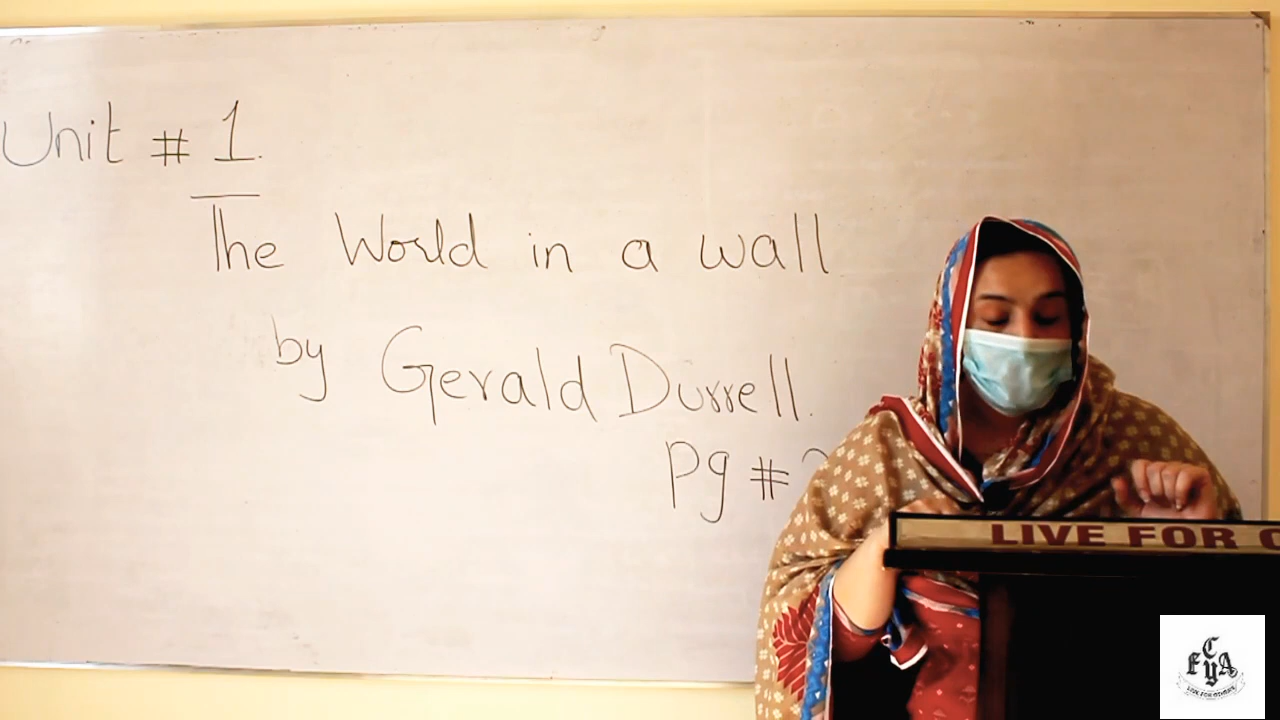 Unit # 1.
The World in a wall
by Gerald Durrell.
Pg #
LIVE FOR